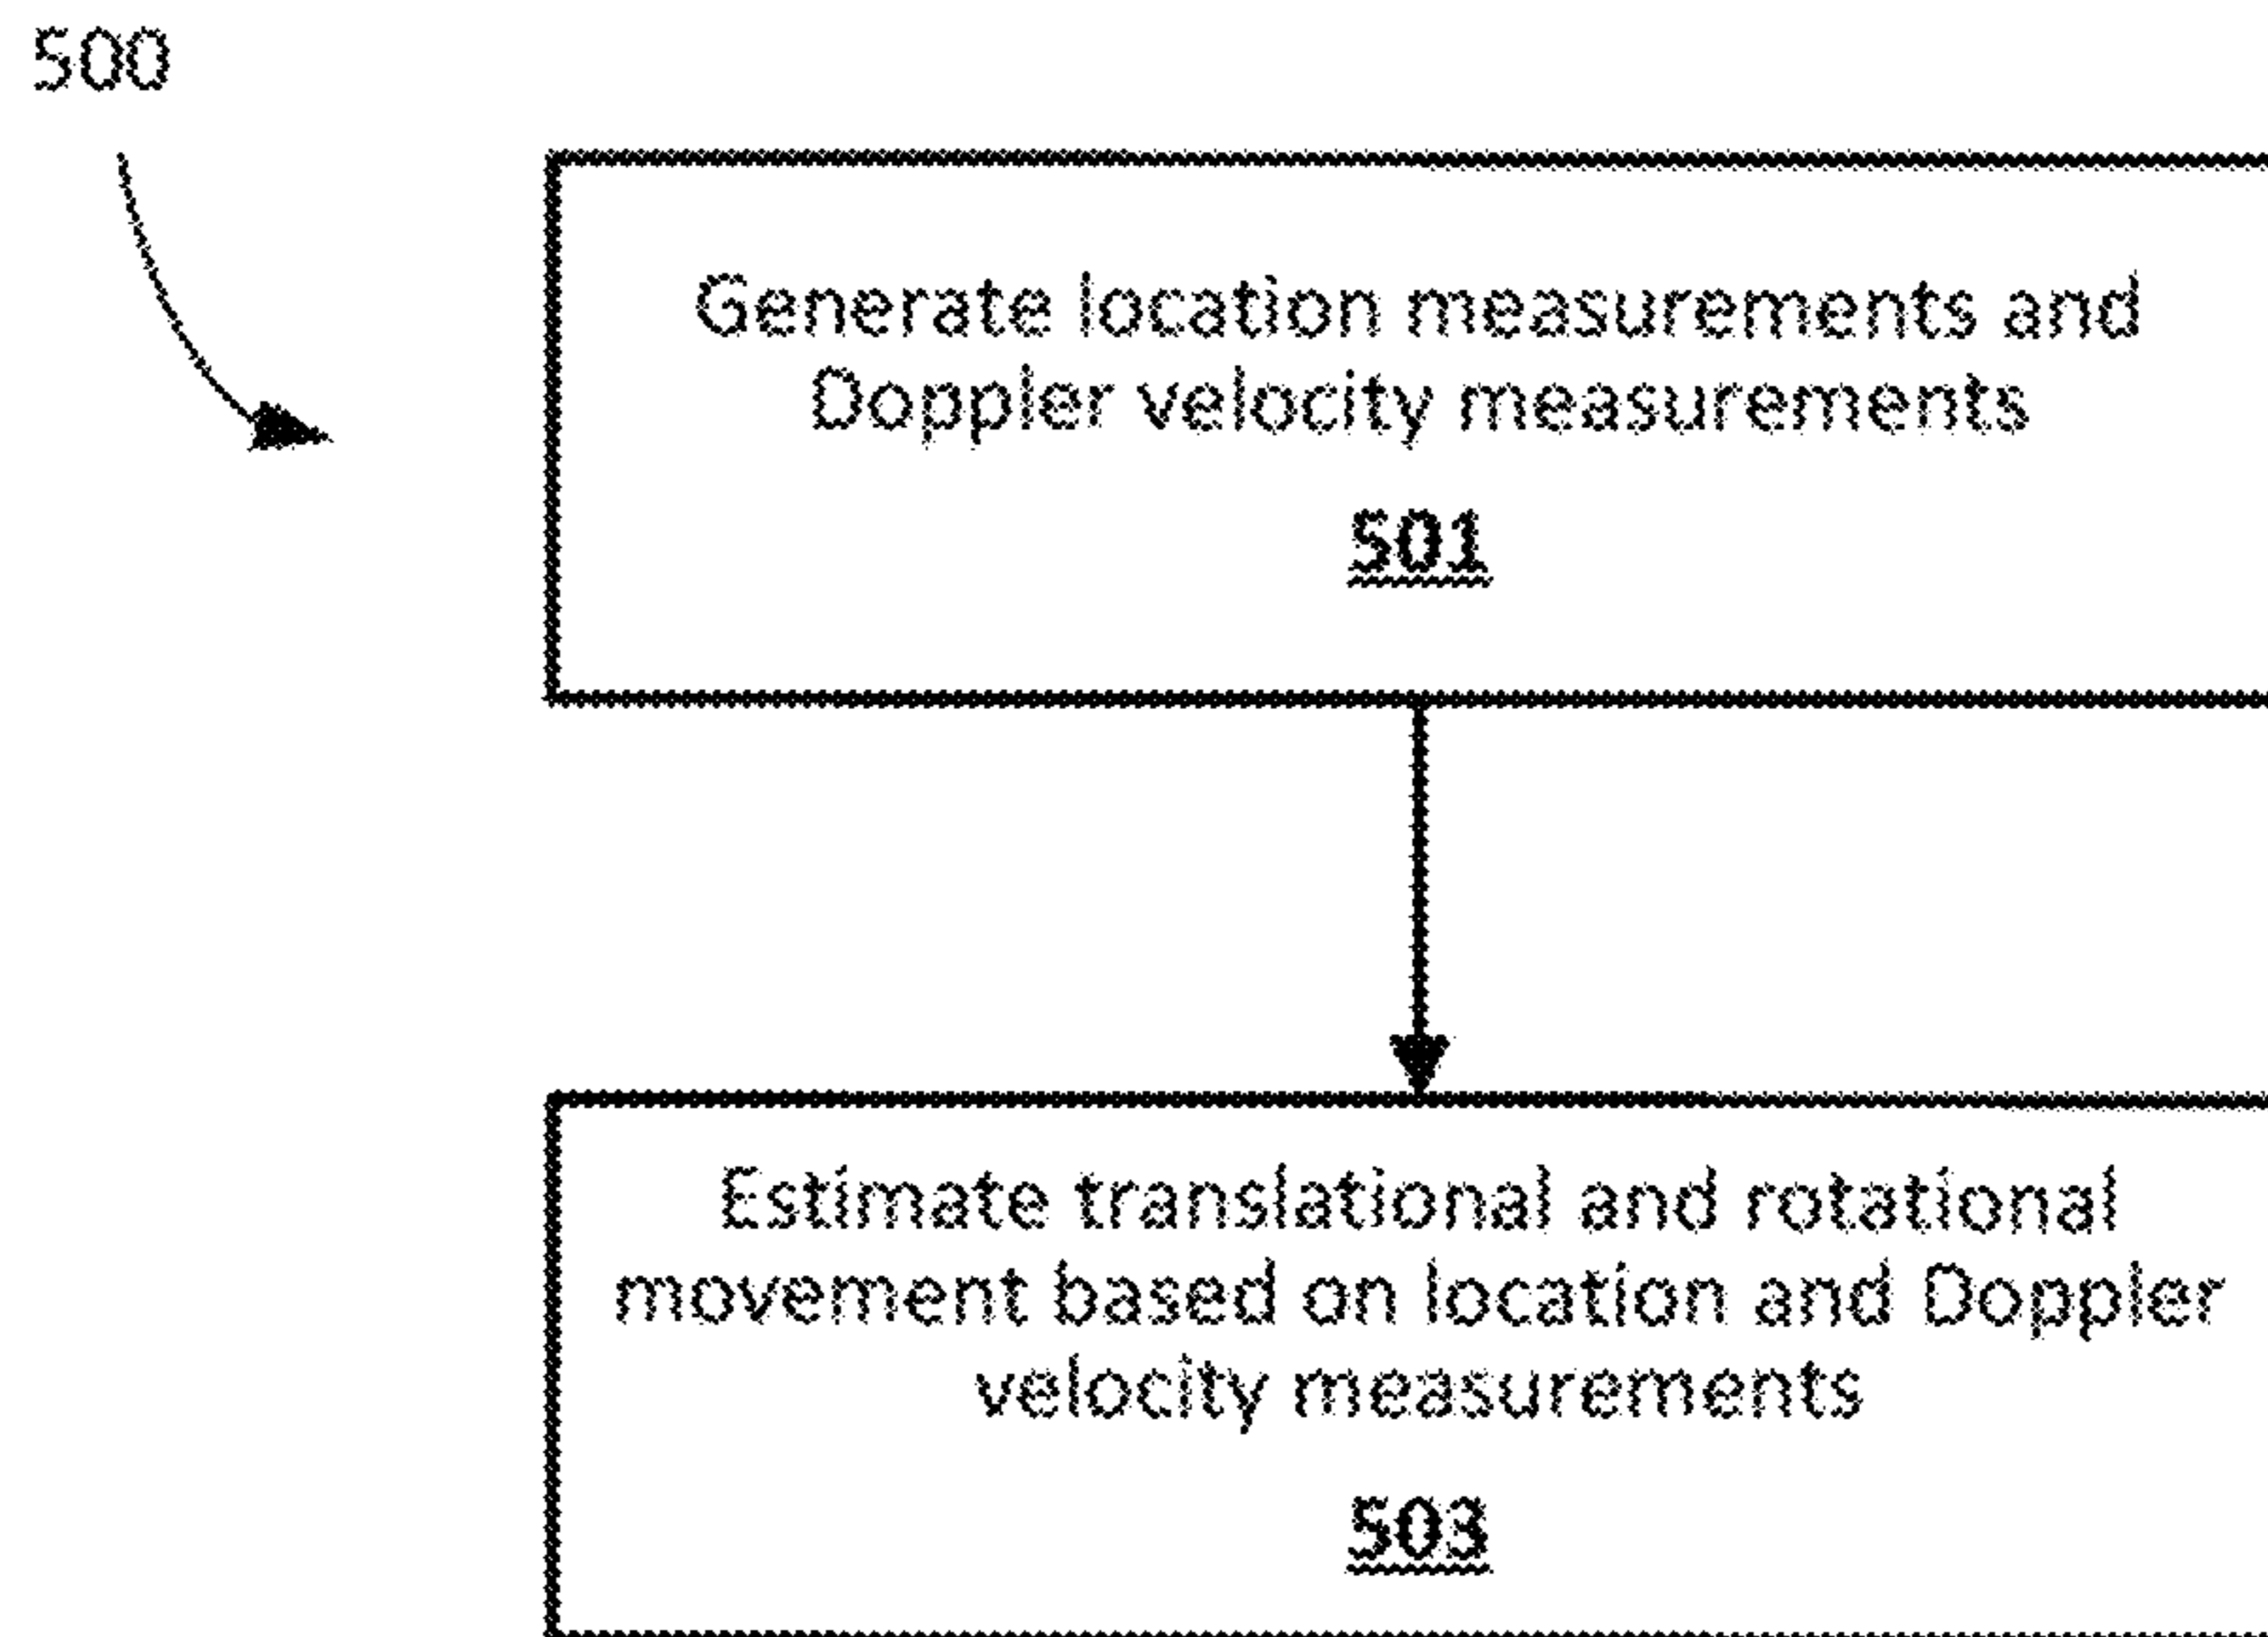 500
Generate location measurements and
Doppler velocity measurements
501
Estimate translational and rotational
movement based on location and Doppler
velocity measurements
503